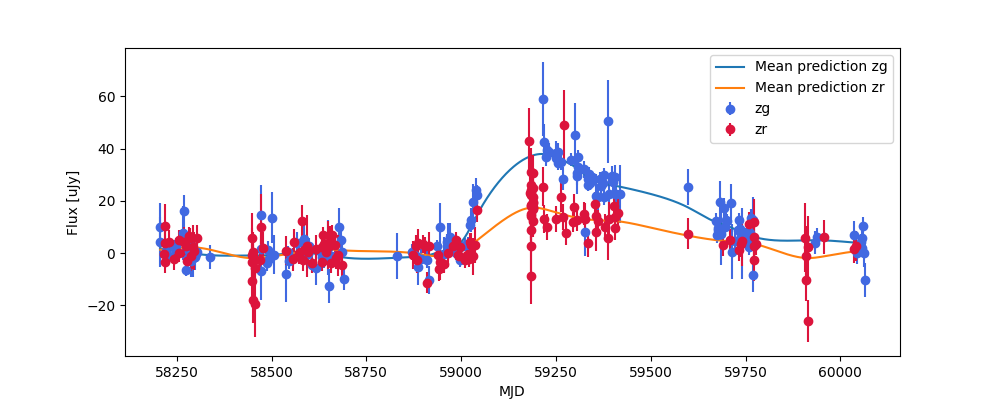 Mean prediction zg
Mean prediction zr
zg
zr
Flux [uJy]
60
40
20
0
−20
58250 58500 58750 59000 59250 59500 59750 60000
MJD